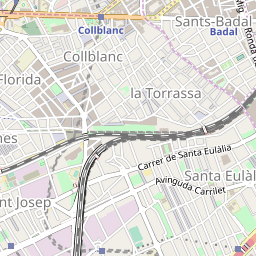 Sants-Badal
Collblanc
Badal
Collblanc
Florida
la Torrassa
Carrer de Santa Eulàlia
Santa Eulàl
Avinguda Carrilet
nt Josep